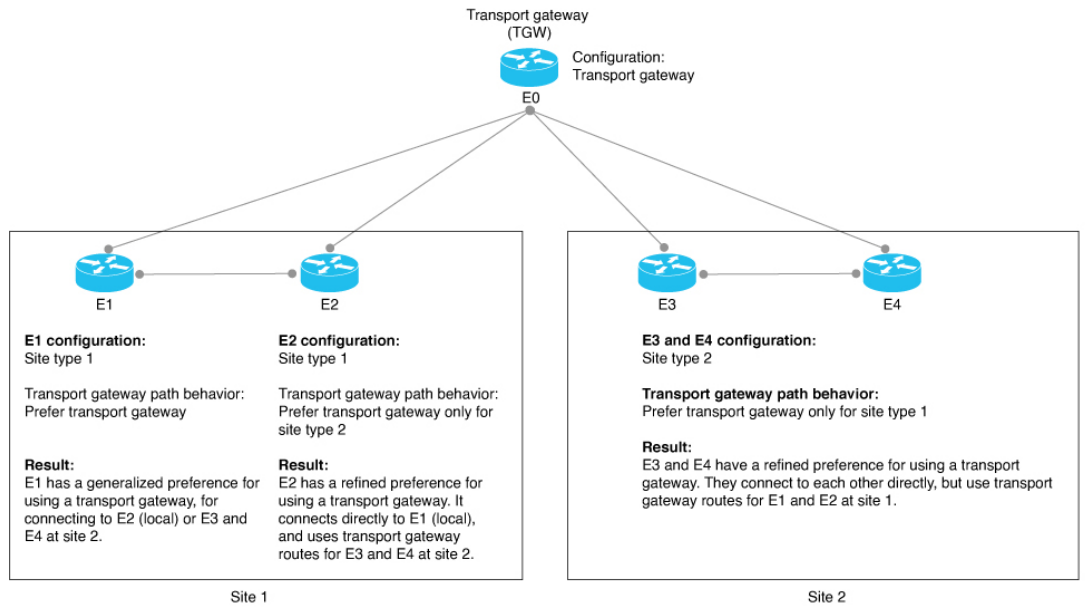 Transport gateway
(TGW)
Configuration:
Transport gateway
E0
E1
E2
E3
E4
E1 configuration:
Site type 1
Transport gateway path behavior:
Prefer transport gateway
Result:
E1 has a generalized preference for
using a transport gateway, for
connecting to E2 (local) or E3 and
E4 at site 2.
E2 configuration:
Site type 1
Transport gateway path behavior:
Prefer transport gateway only for
site type 2
Result:
E2 has a refined preference for
using a transport gateway. It
connects directly to E1 (local),
and uses transport gateway
routes for E3 and E4 at site 2.
E3 and E4 configuration:
Site type 2
Transport gateway path behavior:
Prefer transport gateway only for site type 1
Result:
E3 and E4 have a refined preference for using a transport
gateway. They connect to each other directly, but use transport
gateway routes for E1 and E2 at site 1.
Site 1
Site 2